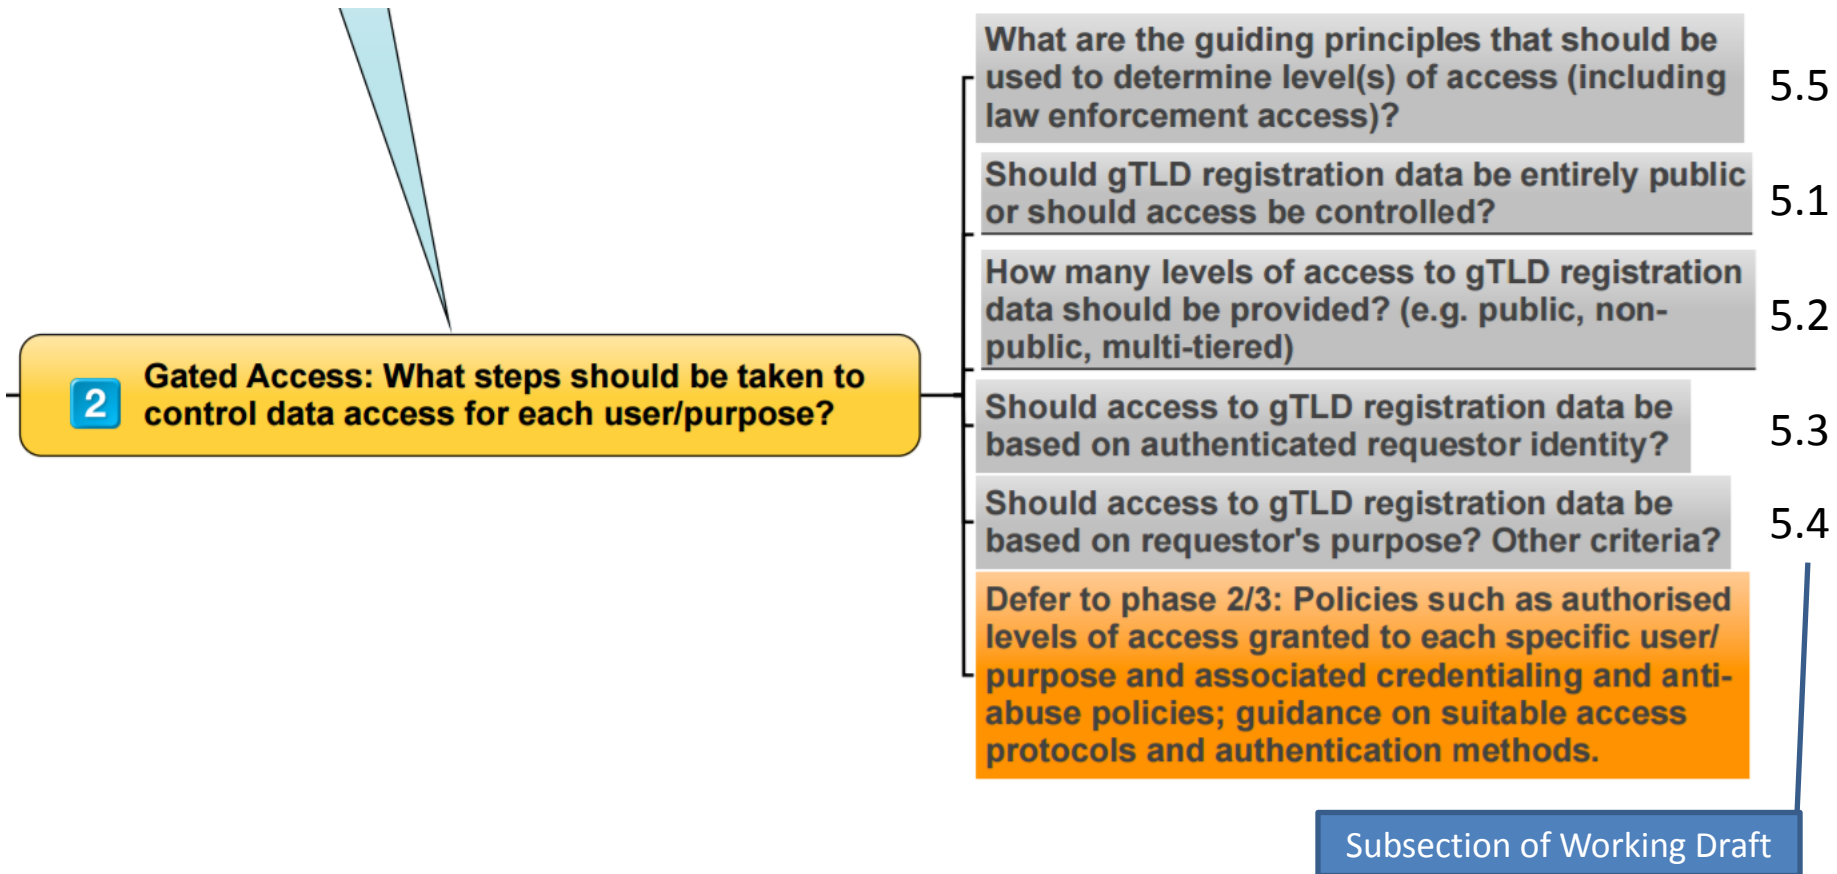 What are the guiding principles that should be
used to determine level(s) of access (including
law enforcement access)?
5.5
Should gTLD registration data be entirely public
or should access be controlled?
5.1
How many levels of access to gTLD registration
data should be provided? (e.g. public, non-
public, multi-tiered)
5.2
2
Gated Access: What steps should be taken to
control data access for each user/purpose?
Should access to gTLD registration data be
based on authenticated requestor identity?
5.3
Should access to gTLD registration data be
based on requestor's purpose? Other criteria?
5.4
Defer to phase 2/3: Policies such as authorised
levels of access granted to each specific user/
purpose and associated credentialing and anti-
abuse policies; guidance on suitable access
protocols and authentication methods.
Subsection of Working Draft